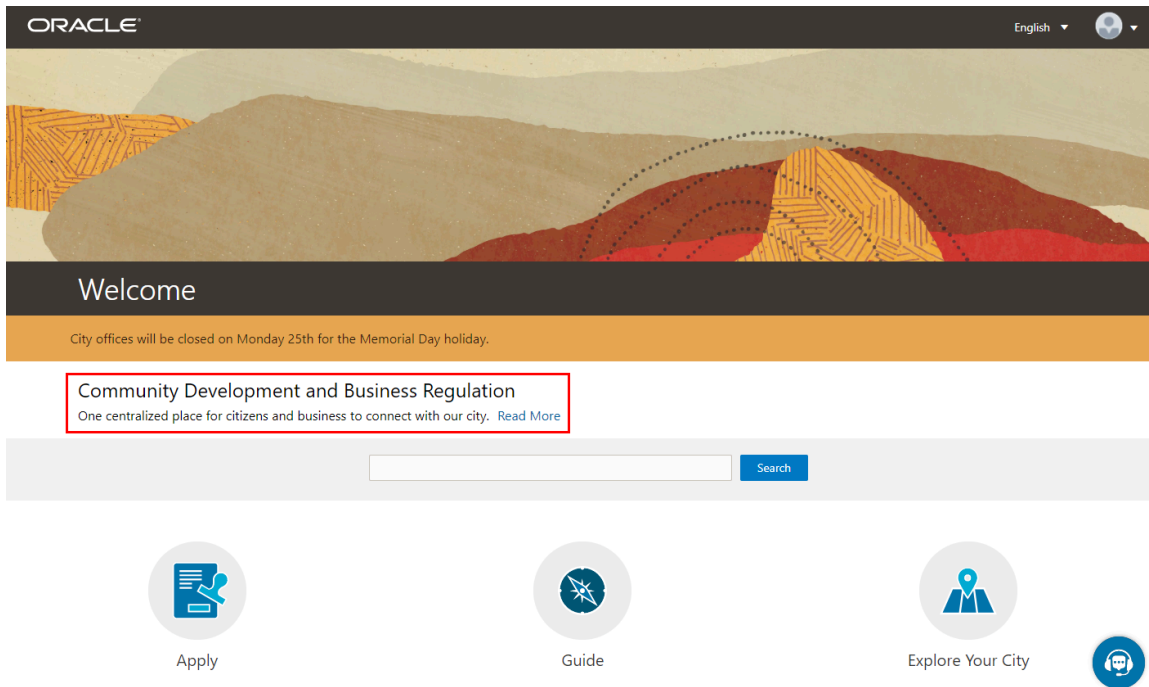 ORACLE
English
Welcome
City offices will be closed on Monday 25th for the Memorial Day holiday.
Community Development and Business Regulation
One centralized place for citizens and business to connect with our city. Read More
Search
Apply
Guide
Explore Your City